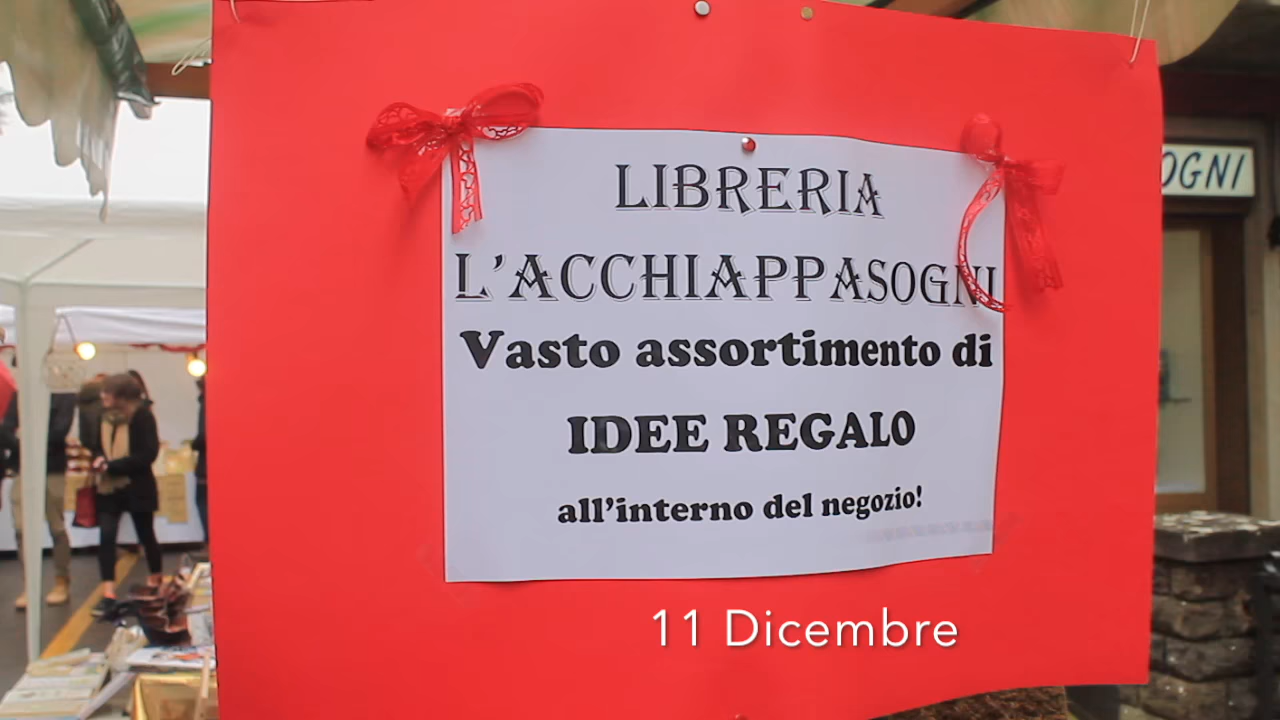 LIBRERIA
L'ACCHIAPPASOGNI
Vasto assortimento di
IDEE REGALO
all'interno del negozio!
OGNI
11 Dicembre